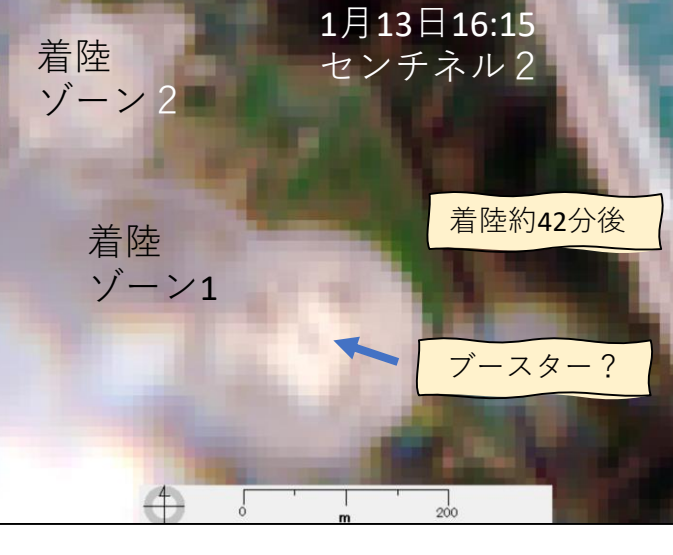 1月13日16:15
センチネル２
着陸
ゾーン２
着陸約42分後
着陸
ゾーン1
ブースター？
0
200
m